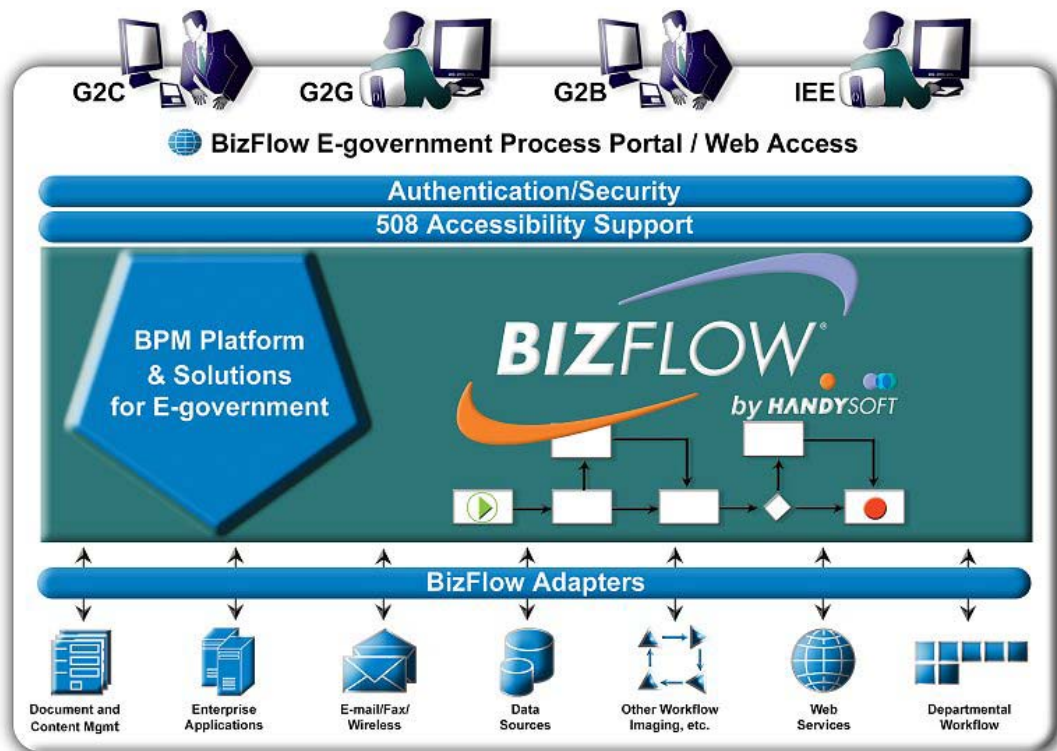 G2C
G2G
G2B
IEE
BizFlow E-government Process Portal / Web Access
Authentication/Security
508 Accessibility Support
BPM Platform
& Solutions
for E-government
BIZFLOW®
by HANDYSOFT
BizFlow Adapters
Document and
Content Mgmt
Enterprise
Applications
E-mail/Fax/
Wireless
Data
Sources
Other Workflow
Imaging, etc.
Web
Services
Departmental
Workflow